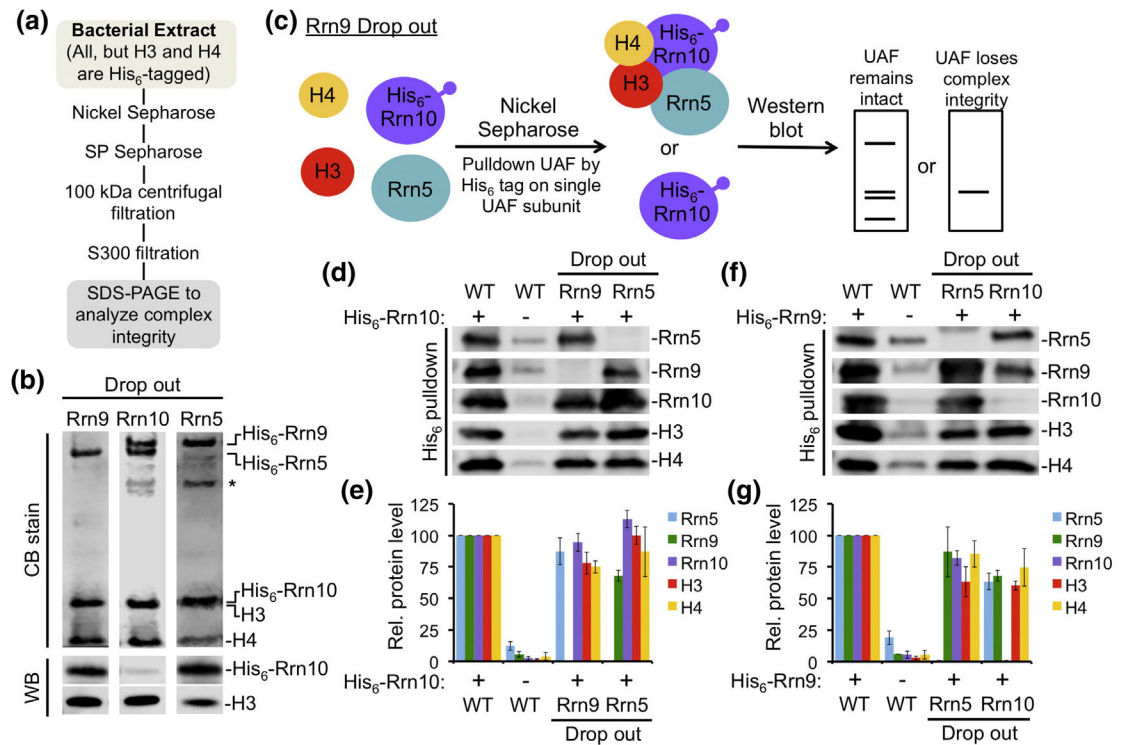 (a)
Bacterial Extract
(All, but H3 and H4
are His6-tagged)
Nickel Sepharose
SP Sepharose
100 kDa centrifugal
filtration
S300 filtration
SDS-PAGE to
analyze complex
integrity
(b)
Drop out
Rrn9 Rrn10 Rrn5
CB stain
His6-Rrn9
His6-Rrn5
*
His6-Rrn10
H3
-H4
WB
-His6-Rrn10
-H3
(c)
Rrn9 Drop out
H4
His6-
Rrn10
H3
Rrn5
Nickel
Sepharose
Pulldown UAF by
His6 tag on single
UAF subunit
H4
His6-
Rrn10
H3
Rrn5
or
His6-
Rrn10
Western
blot
UAF
remains
intact
or
UAF loses
complex
integrity
(d)
Drop out
WT WT Rrn9 Rrn5
His6-Rrn10: + - + +
His6 pulldown
-Rrn5
-Rrn9
-Rrn10
-H3
-H4
(e)
Rel. protein level
125
100
75
50
25
0
Rrn5
Rrn9
Rrn10
H3
H4
His6-Rrn10: + - + +
WT WT Rrn9 Rrn5
Drop out
(f)
Drop out
WT WT Rrn5 Rrn10
His6-Rrn9: + - + +
His6 pulldown
-Rrn5
-Rrn9
-Rrn10
-H3
-H4
(g)
Rel. protein level
125
100
75
50
25
0
Rrn5
Rrn9
Rrn10
H3
H4
His6-Rrn9: + - + +
WT WT Rrn5 Rrn10
Drop out